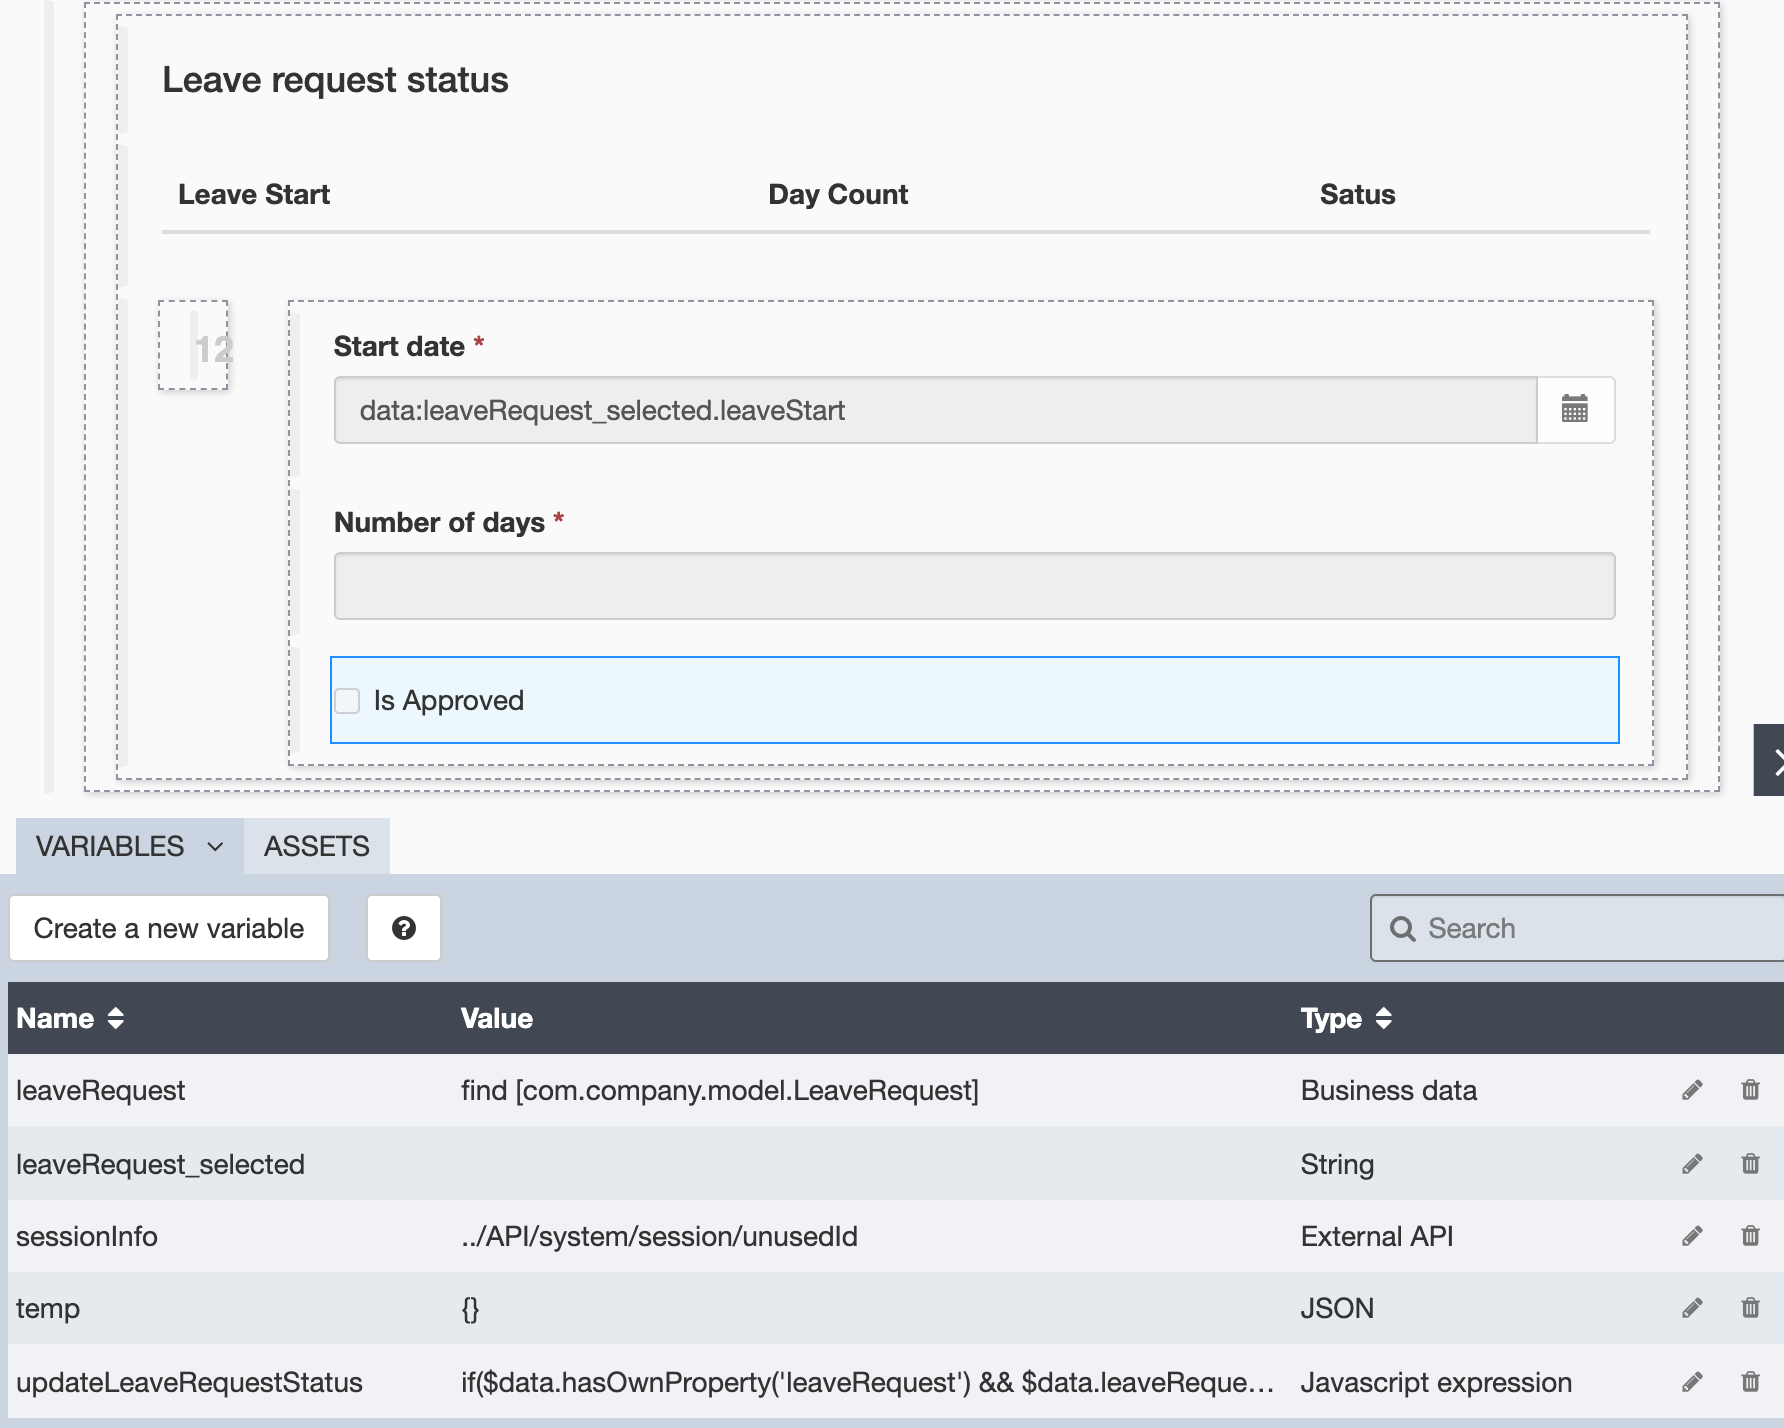 Leave request status
Leave Start Day Count Satus
12
Start date *
data:leaveRequest_selected.leaveStart
Number of days *
Is Approved
VARIABLES ASSETS
Create a new variable ? Search
Name Value Type
leaveRequest find [com.company.model.LeaveRequest] Business data
leaveRequest_selected String
sessionInfo ../API/system/session/unusedId External API
temp {} JSON
updateLeaveRequestStatus if($data.hasOwnProperty('leaveRequest') && $data.leaveReque... Javascript expression